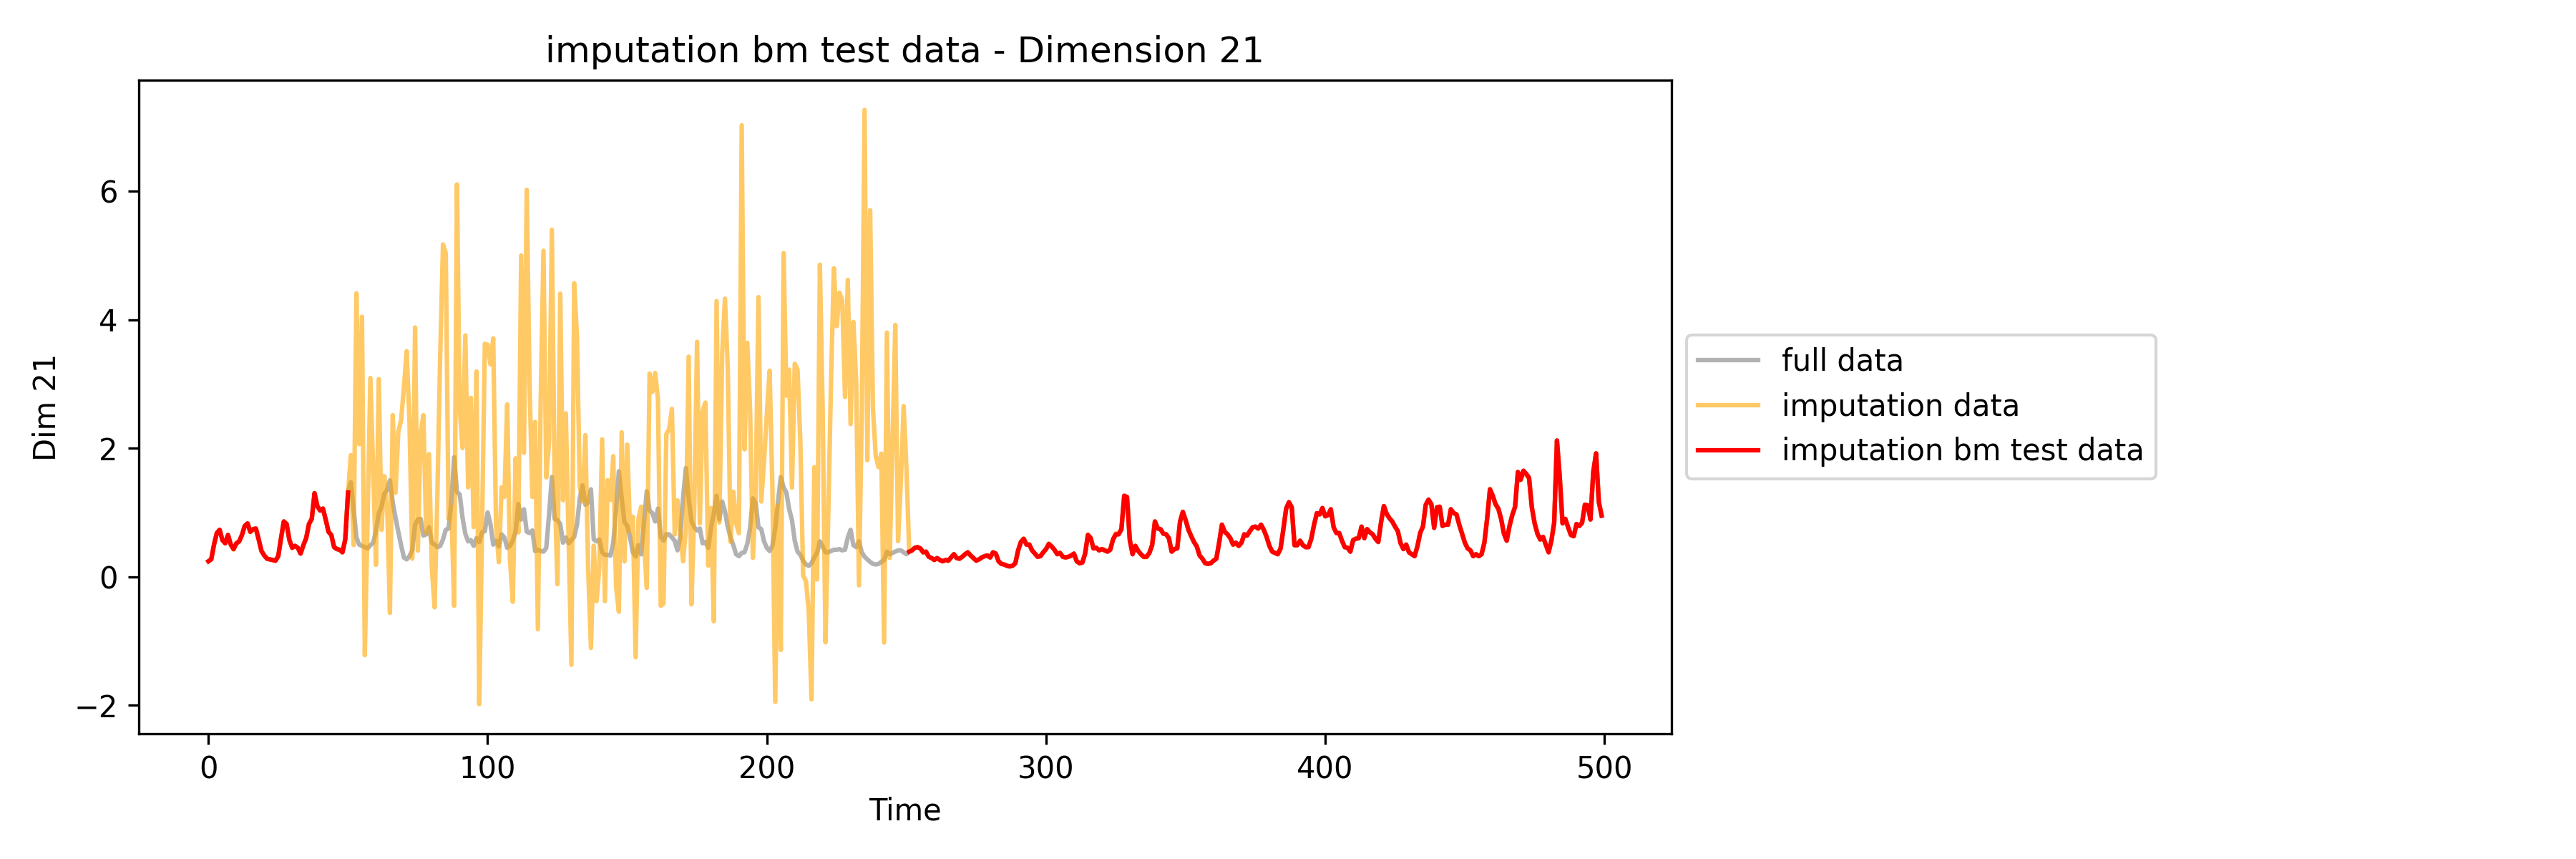 imputation bm test data - Dimension 21
Dim 21
6
4
2
0
−2
0 100 200 300 400 500
Time
full data
imputation data
imputation bm test data